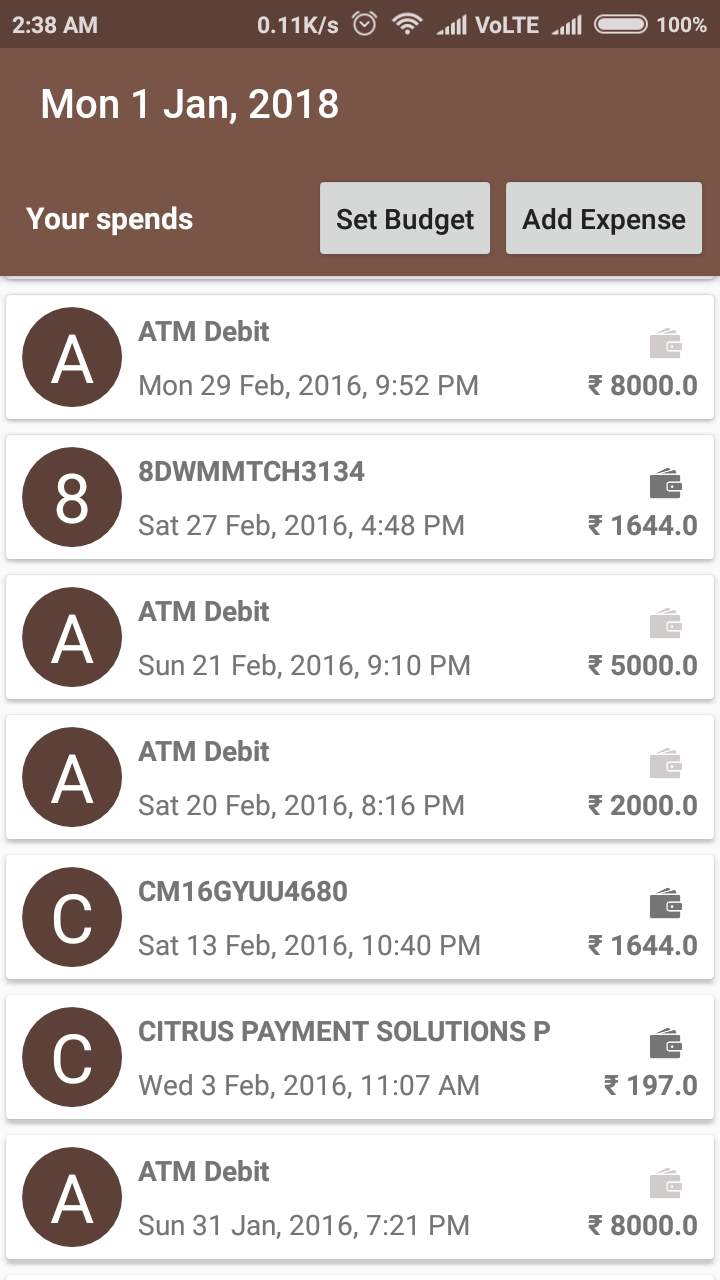 2:38 AM 0.11K/s VoLTE 100%
Mon 1 Jan, 2018
Your spends Set Budget Add Expense
A ATM Debit
Mon 29 Feb, 2016, 9:52 PM ₹ 8000.0
8 8DWMMTCH3134
Sat 27 Feb, 2016, 4:48 PM ₹ 1644.0
A ATM Debit
Sun 21 Feb, 2016, 9:10 PM ₹ 5000.0
A ATM Debit
Sat 20 Feb, 2016, 8:16 PM ₹ 2000.0
C CM16GYUU4680
Sat 13 Feb, 2016, 10:40 PM ₹ 1644.0
C CITRUS PAYMENT SOLUTIONS P
Wed 3 Feb, 2016, 11:07 AM ₹ 197.0
A ATM Debit
Sun 31 Jan, 2016, 7:21 PM ₹ 8000.0